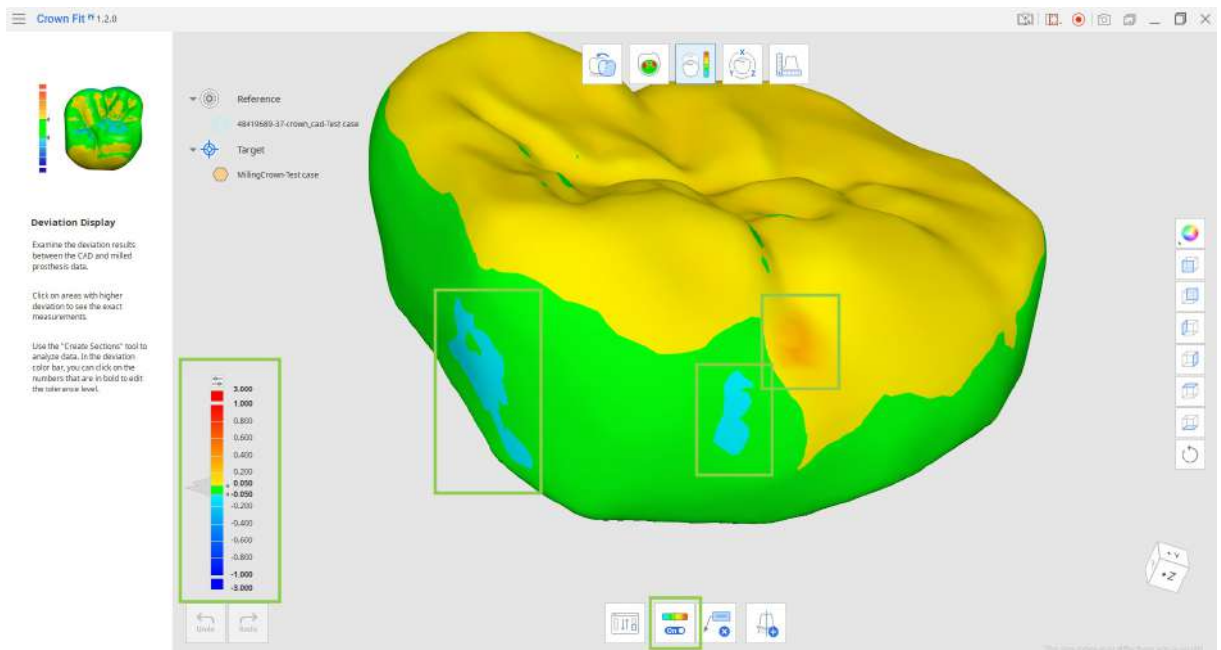 Crown Fit 1.2.0
Reference
48419689-37-crown_cad-Test case
Target
MillingCrown-Test case
Deviation Display
Examine the deviation results
between the CAD and milled
prosthesis data.
Click on areas with higher
deviation to see the exact
measurements.
Use the "Create Sections" tool to
analyze data. In the deviation
color bar, you can click on the
numbers that are in bold to edit
the tolerance level.
3.000
1.000
0.800
0.600
0.400
0.200
0.050
-0.050
-0.200
-0.400
-0.600
-0.800
-1.000
-3.000
Undo
Redo
On
X
Y
Z
+Y
+Z